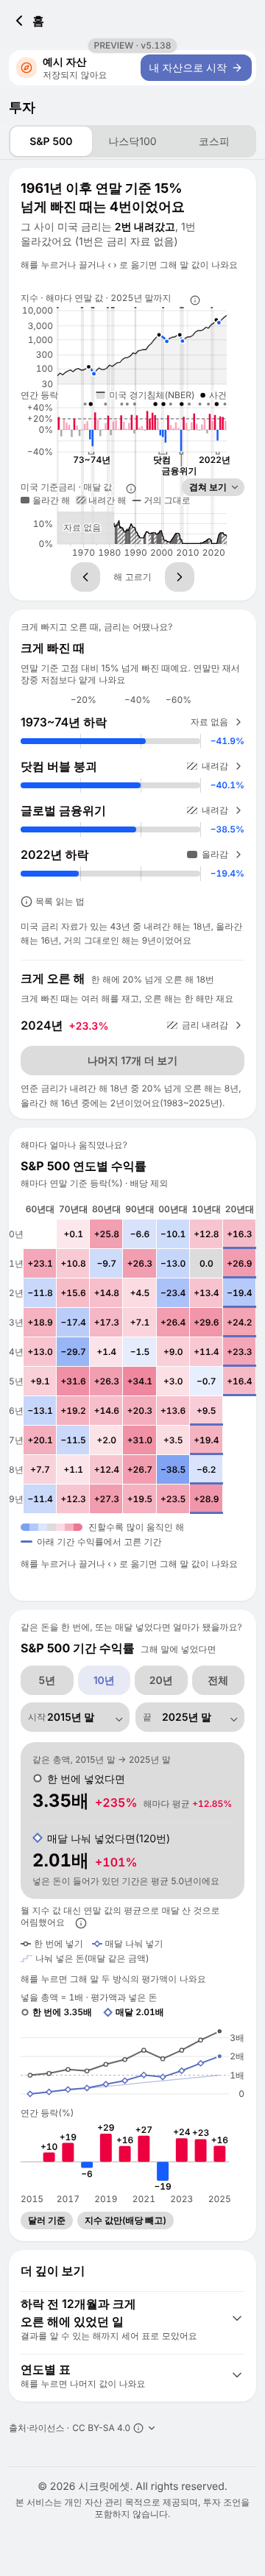 홈
PREVIEW · v5.138
예시 자산
저장되지 않아요
내 자산으로 시작 →
투자
S&P 500
나스닥100
코스피
1961년 이후 연말 기준 15%
넘게 빠진 때는 4번이었어요
그 사이 미국 금리는 2번 내려갔고, 1번
올라갔어요 (1번은 금리 자료 없음)
해를 누르거나 끌거나 ‹ › 로 옮기면 그해 말 값이 나와요
지수 · 해마다 연말 값 · 2025년 말까지
10,000
3,000
1,000
300
100
30
연간 등락
미국 경기침체(NBER)
사건
+40%
+20%
0%
−40%
73~74년
닷컴
2022년
금융위기
미국 기준금리 · 매달 값
겹쳐 보기
올라간 해
내려간 해
거의 그대로
10%
자료 없음
0%
1970 1980 1990 2000 2010 2020
해 고르기
크게 빠지고 오른 때, 금리는 어땠나요?
크게 빠진 때
연말 기준 고점 대비 15% 넘게 빠진 때예요. 연말만 재서
장중 저점보다 얕게 나와요
−20%
−40%
−60%
1973~74년 하락
자료 없음
−41.9%
닷컴 버블 붕괴
내려감
−40.1%
글로벌 금융위기
내려감
−38.5%
2022년 하락
올라감
−19.4%
목록 읽는 법
미국 금리 자료가 있는 43년 중 내려간 해는 18년, 올라간
해는 16년, 거의 그대로인 해는 9년이었어요
크게 오른 해 한 해에 20% 넘게 오른 해 18번
크게 빠진 때는 여러 해를 재고, 오른 해는 한 해만 재요
2024년 +23.3%
금리 내려감
나머지 17개 더 보기
연준 금리가 내려간 해 18년 중 20% 넘게 오른 해는 8년,
올라간 해 16년 중에는 2년이었어요(1983~2025년).
해마다 얼마나 움직였나요?
S&P 500 연도별 수익률
해마다 연말 기준 등락(%) · 배당 제외
60년대 70년대 80년대 90년대 00년대 10년대 20년대
0년 +0.1 +25.8 −6.6 −10.1 +12.8 +16.3
1년 +23.1 +10.8 −9.7 +26.3 −13.0 0.0 +26.9
2년 −11.8 +15.6 +14.8 +4.5 −23.4 +13.4 −19.4
3년 +18.9 −17.4 +17.3 +7.1 +26.4 +29.6 +24.2
4년 +13.0 −29.7 +1.4 −1.5 +9.0 +11.4 +23.3
5년 +9.1 +31.6 +26.3 +34.1 +3.0 −0.7 +16.4
6년 −13.1 +19.2 +14.6 +20.3 +13.6 +9.5
7년 +20.1 −11.5 +2.0 +31.0 +3.5 +19.4
8년 +7.7 +1.1 +12.4 +26.7 −38.5 −6.2
9년 −11.4 +12.3 +27.3 +19.5 +23.5 +28.9
진할수록 많이 움직인 해
아래 기간 수익률에서 고른 기간
해를 누르거나 끌거나 ‹ › 로 옮기면 그해 말 값이 나와요
같은 돈을 한 번에, 또는 매달 넣었다면 얼마가 됐을까요?
S&P 500 기간 수익률 그해 말에 넣었다면
5년
10년
20년
전체
시작 2015년 말
끝 2025년 말
같은 총액, 2015년 말 → 2025년 말
한 번에 넣었다면
3.35배 +235% 해마다 평균 +12.85%
매달 나눠 넣었다면(120번)
2.01배 +101%
넣은 돈이 들어가 있던 기간은 평균 5.0년이에요
월 지수 값 대신 연말 값의 평균으로 매달 산 것으로
어림했어요
한 번에 넣기
매달 나눠 넣기
나눠 넣은 돈(매달 같은 금액)
해를 누르면 그해 말 두 방식의 평가액이 나와요
넣을 총액 = 1배 · 평가액과 넣은 돈
한 번에 3.35배
매달 2.01배
3배
2배
1배
0
연간 등락(%)
+10
+19
−6
+29
+16
+27
−19
+24
+23
+16
2015 2017 2019 2021 2023 2025
달러 기준
지수 값만(배당 빼고)
더 깊이 보기
하락 전 12개월과 크게
오른 해에 있었던 일
결과를 알 수 있는 해까지 세어 표로 모았어요
연도별 표
해를 누르면 나머지 값이 나와요
출처·라이선스 · CC BY-SA 4.0
© 2026 시크릿에셋. All rights reserved.
본 서비스는 개인 자산 관리 목적으로 제공되며, 투자 조언을
포함하지 않습니다.